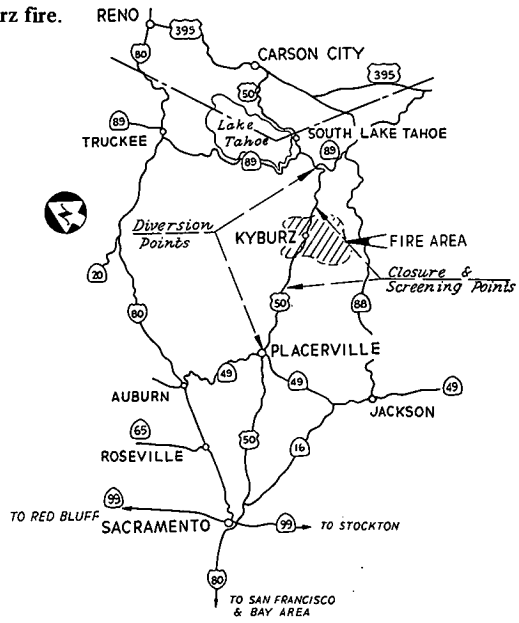 rz fire.
RENO
395
80
CARSON CITY
395
50
Lake
Tahoe
SOUTH LAKE TAHOE
89
TRUCKEE
89
89
Diversion
Points
KYBURZ
FIRE AREA
Closure &
Screening Points
20
80
50
88
PLACERVILLE
49
49
49
AUBURN
JACKSON
65
ROSEVILLE
50
16
99
TO RED BLUFF
SACRAMENTO
99
TO STOCKTON
80
TO SAN FRANCISCO
& BAY AREA